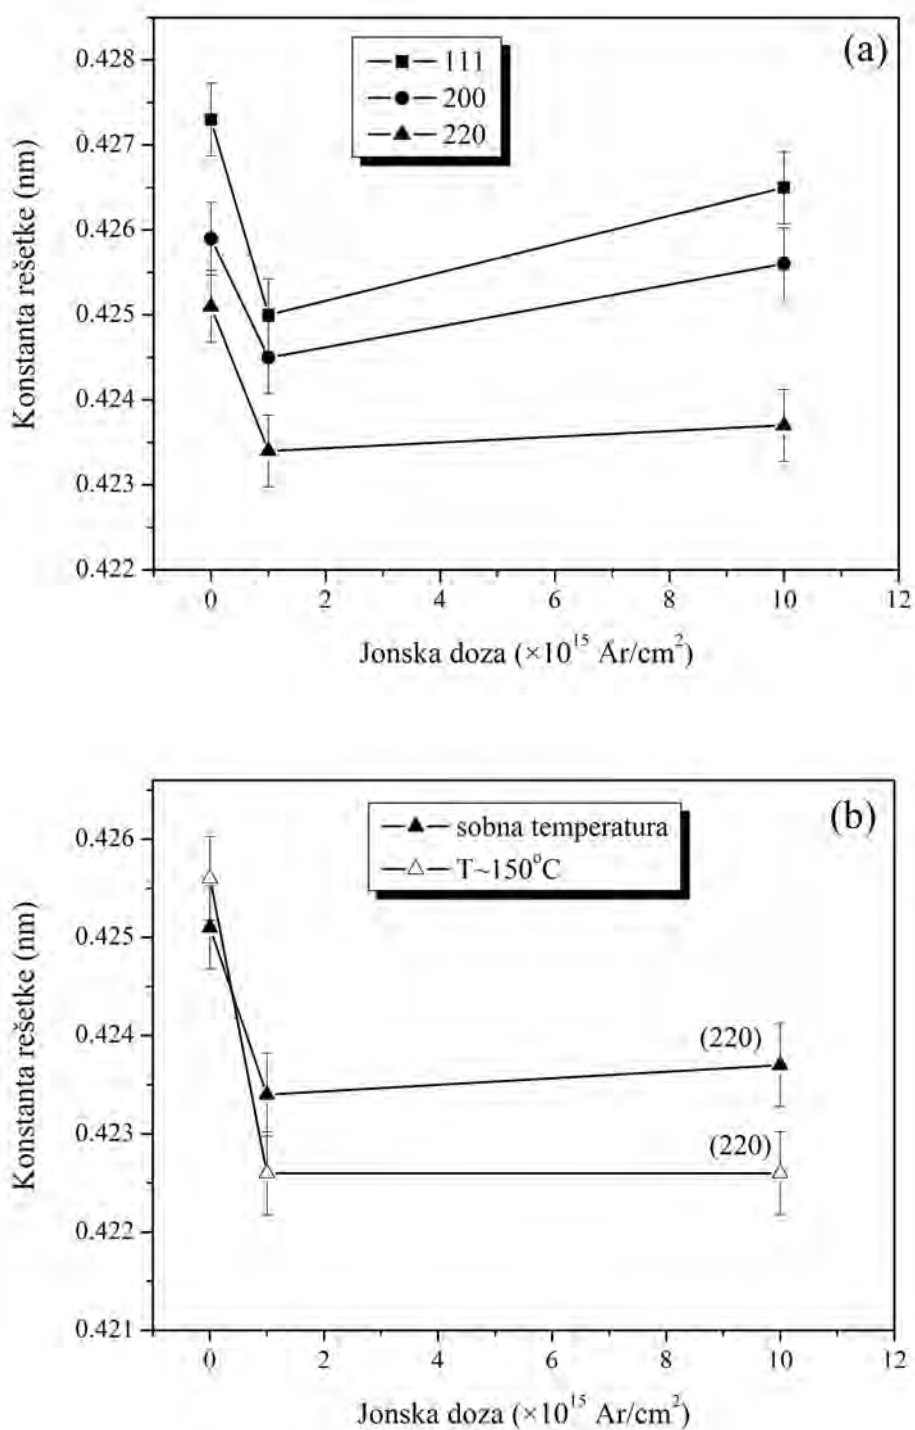 (a)
111
200
220
Konstanta rešetke (nm)
0.428
0.427
0.426
0.425
0.424
0.423
0.422
0 2 4 6 8 10 12
Jonska doza (×10¹⁵ Ar/cm²)
(b)
sobna temperatura
T~150°C
Konstanta rešetke (nm)
0.426
0.425
0.424
0.423
0.422
0.421
(220)
(220)
0 2 4 6 8 10 12
Jonska doza (×10¹⁵ Ar/cm²)